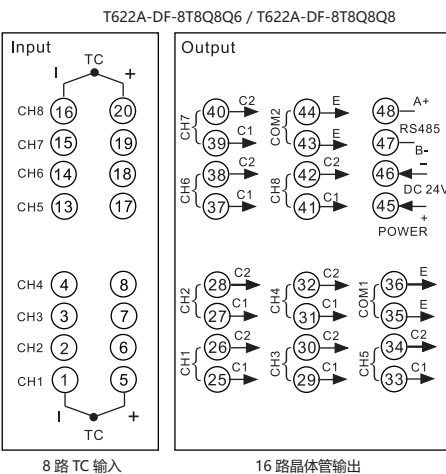 T622A-DF-8T8Q8Q6 / T622A-DF-8T8Q8Q8
Input
TC
I +
CH8 16 20
CH7 15 19
CH6 14 18
CH5 13 17
CH4 4 8
CH3 3 7
CH2 2 6
CH1 1 5
I +
TC
Output
CH7 40 C2
39 C1
CH6 38 C2
37 C1
COM2 44 E
43 E
CH8 42 C2
41 C1
48 A+
RS485
47 B-
46 −
DC 24V
45 +
POWER
CH2 28 C2
27 C1
CH1 26 C2
25 C1
CH4 32 C2
31 C1
CH3 30 C2
29 C1
COM1 36 E
35 E
CH5 34 C2
33 C1
8 路 TC 输入
16 路晶体管输出